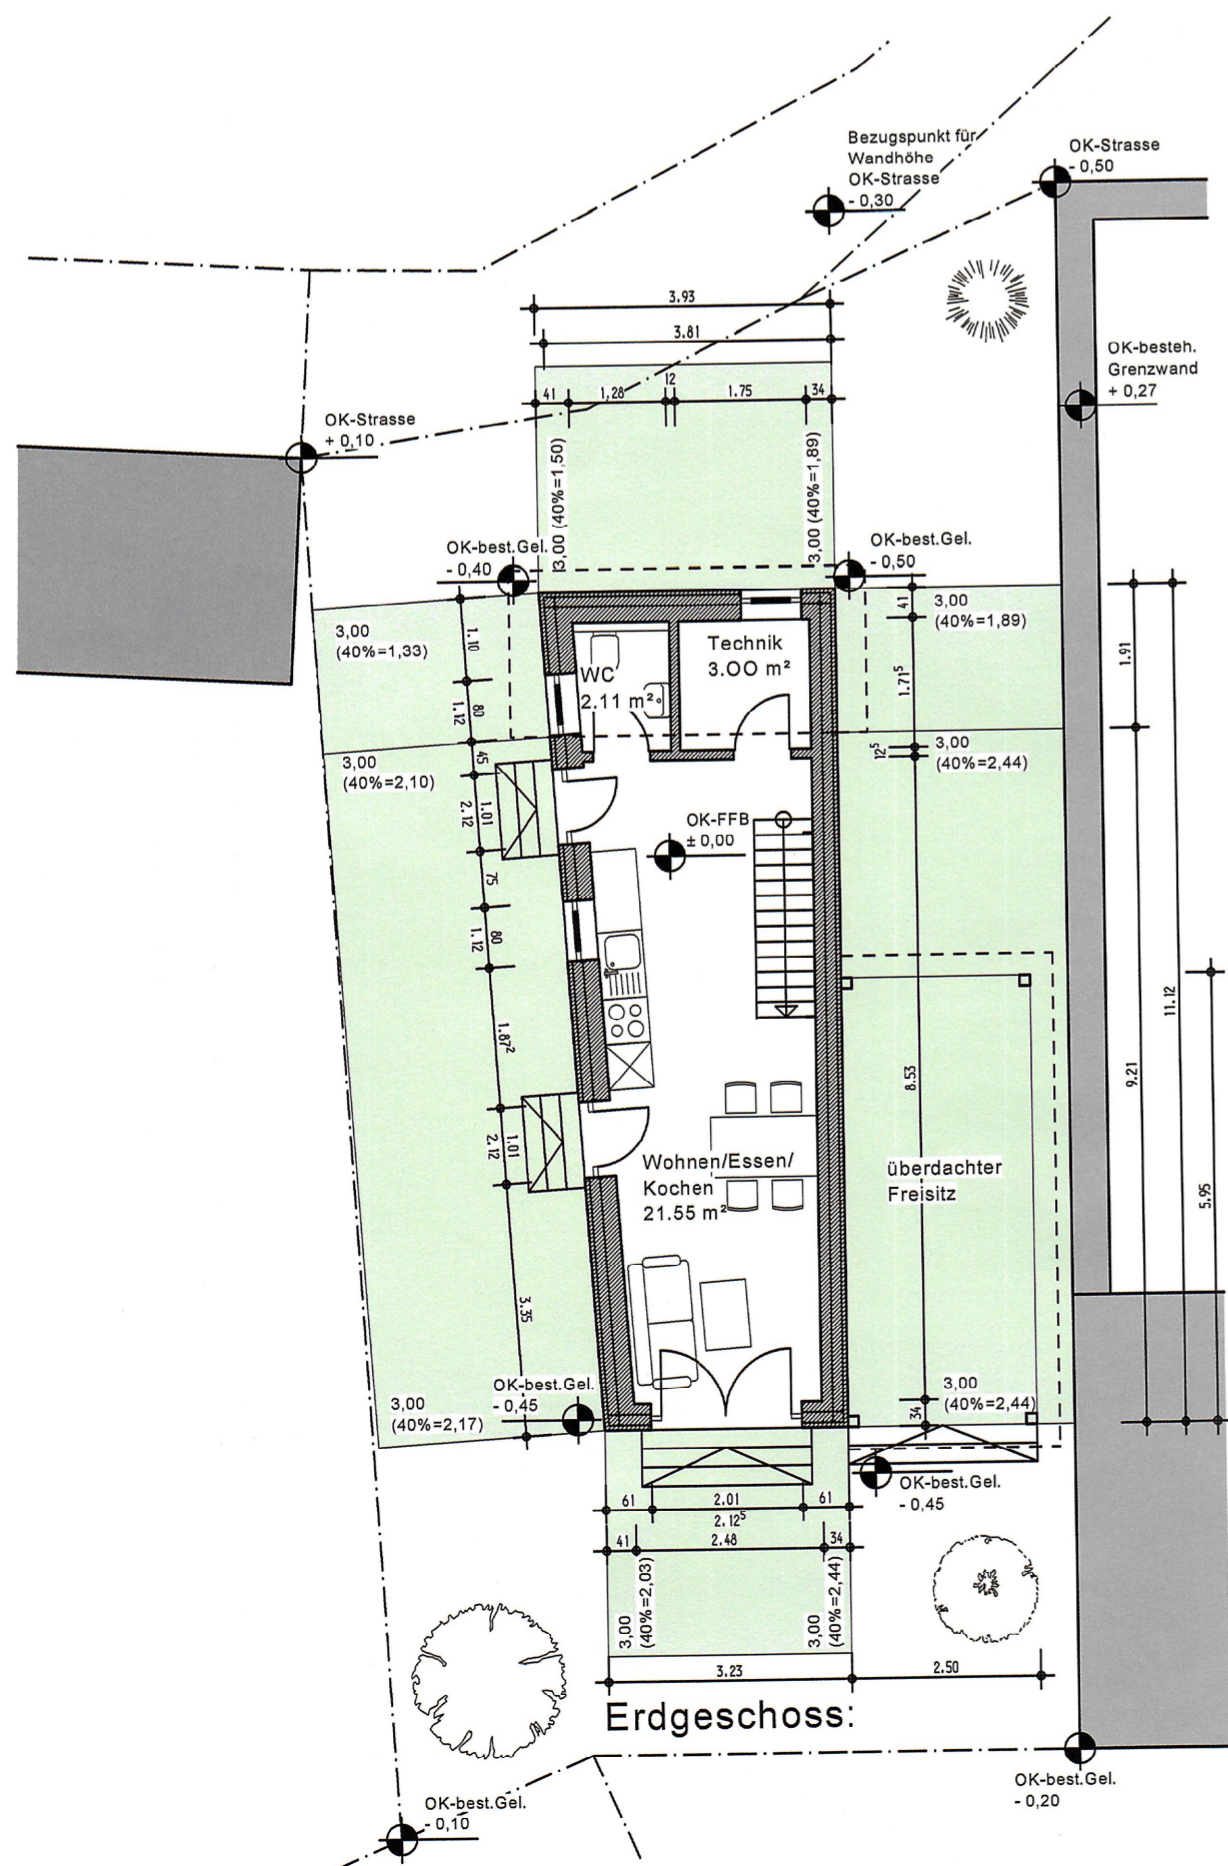 Bezugspunkt für
Wandhöhe
OK-Strasse
- 0,30
OK-Strasse
- 0,50
3.93
3.81
OK-besteh.
Grenzwand
+ 0,27
41
1,28
12
1.75
34
OK-Strasse
+ 0,10
3,00 (40%=1,50)
3,00 (40%=1,89)
OK-best.Gel.
- 0,40
OK-best.Gel.
- 0,50
3,00
(40%=1,33)
1.10
80
1.12
WC
2.11 m²
Technik
3.00 m²
41
3,00
(40%=1,89)
1.71⁵
1.91
3,00
(40%=2,10)
45
12⁵
3,00
(40%=2,44)
1.01
2.12
OK-FFB
± 0,00
75
80
1.12
1.87²
11.12
9.21
8.53
1.01
2.12
Wohnen/Essen/
Kochen
21.55 m²
überdachter
Freisitz
5.95
3.35
3,00
(40%=2,17)
OK-best.Gel.
- 0,45
34
3,00
(40%=2,44)
OK-best.Gel.
- 0,45
61
2.01
61
2.12⁵
41
2.48
34
3,00
(40%=2,03)
3,00
(40%=2,44)
3.23
2.50
Erdgeschoss:
OK-best.Gel.
- 0,10
OK-best.Gel.
- 0,20